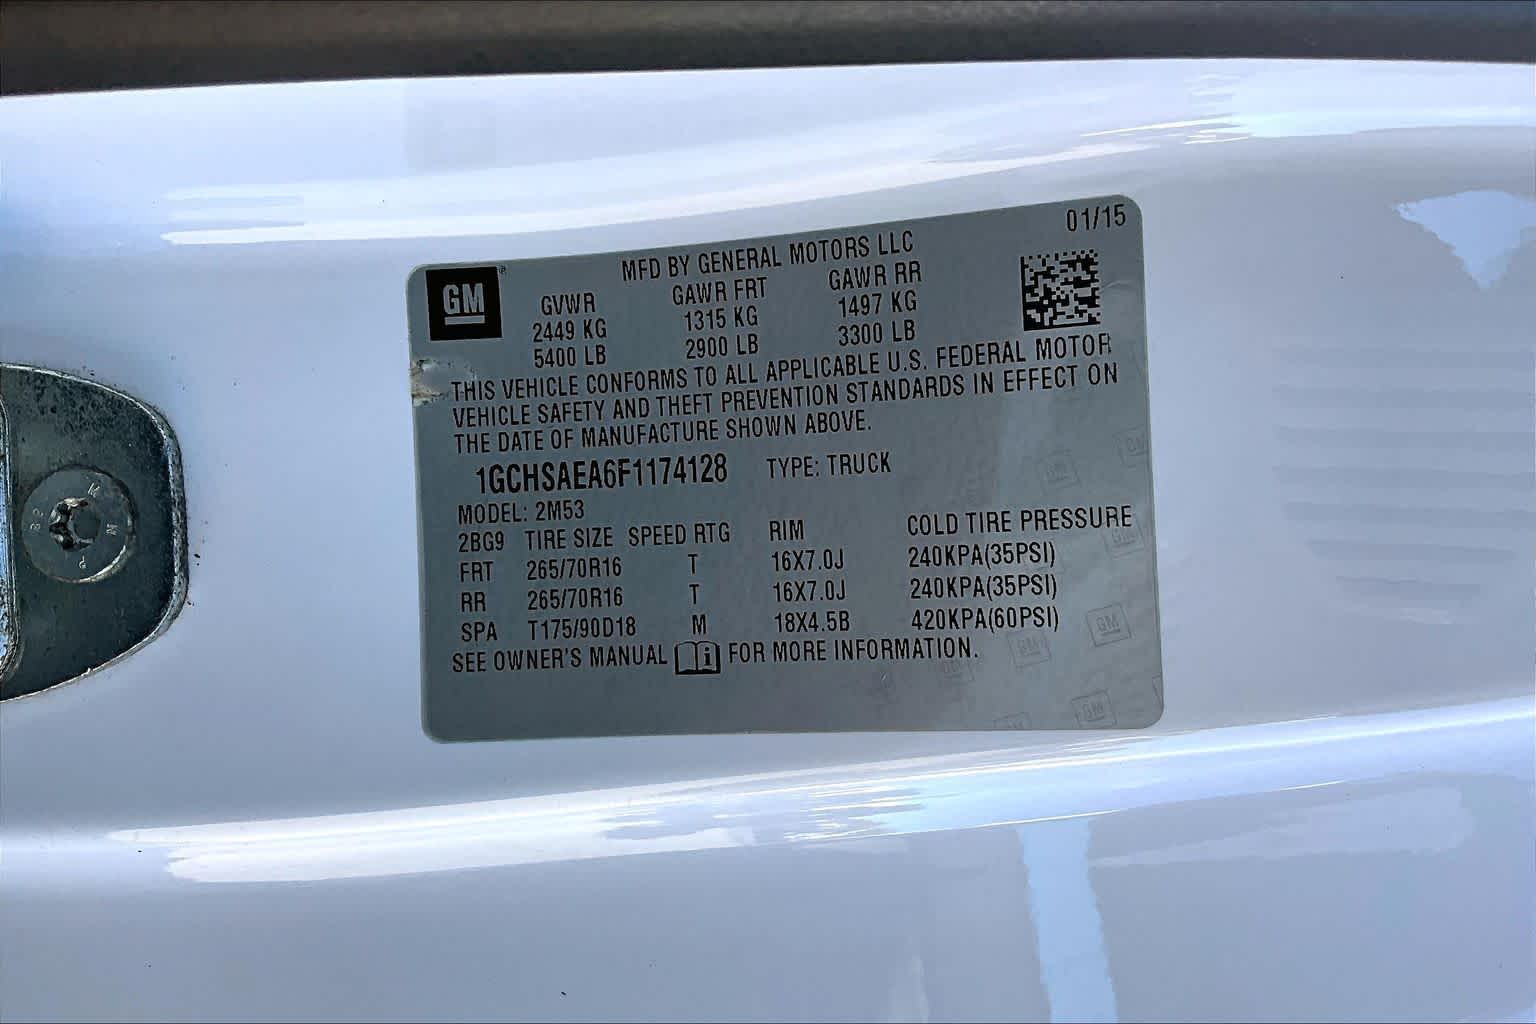 01/15
MFD BY GENERAL MOTORS LLC
GM
GVWR GAWR FRT GAWR RR
2449 KG 1315 KG 1497 KG
5400 LB 2900 LB 3300 LB
THIS VEHICLE CONFORMS TO ALL APPLICABLE U.S. FEDERAL MOTOR
VEHICLE SAFETY AND THEFT PREVENTION STANDARDS IN EFFECT ON
THE DATE OF MANUFACTURE SHOWN ABOVE.
1GCHSAEA6F1174128 TYPE: TRUCK
MODEL: 2M53
2BG9 TIRE SIZE SPEED RTG RIM COLD TIRE PRESSURE
FRT 265/70R16 T 16X7.0J 240KPA(35PSI)
RR 265/70R16 T 16X7.0J 240KPA(35PSI)
SPA T175/90D18 M 18X4.5B 420KPA(60PSI)
SEE OWNER'S MANUAL i FOR MORE INFORMATION.